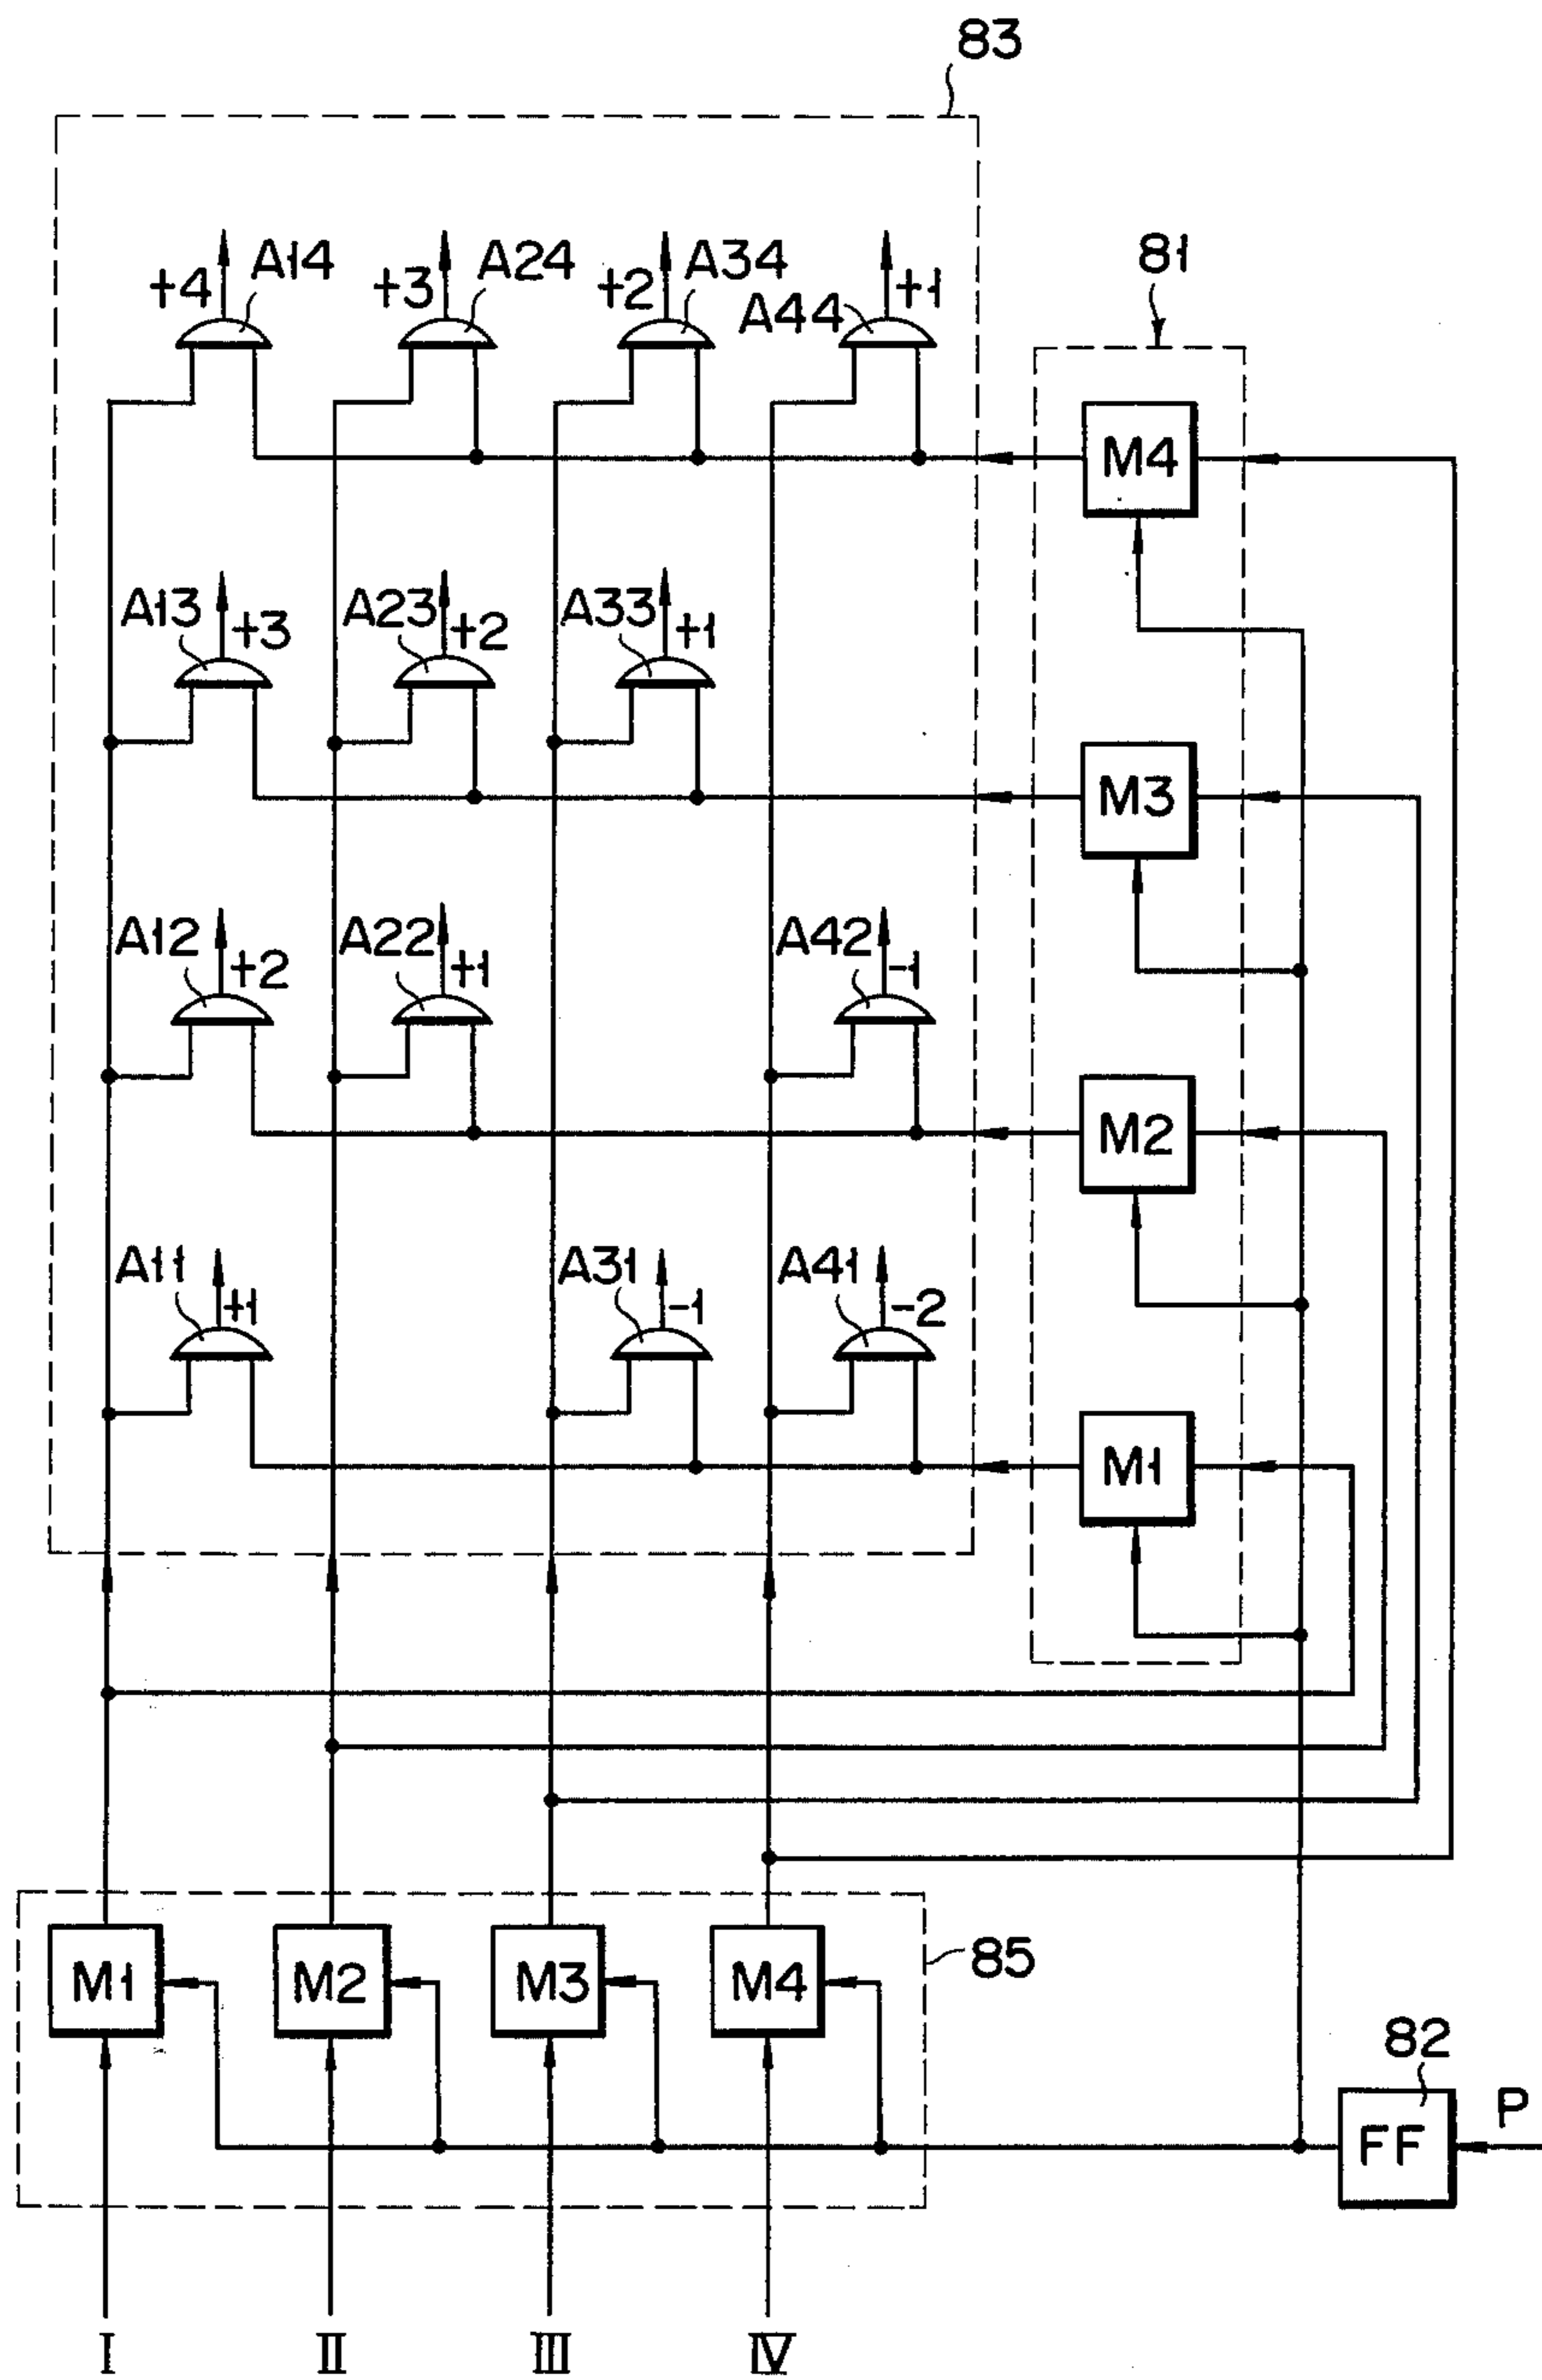 83
81
+4 A14 +3 A24 +2 A34 A44 +1
M4
A13 +3 A23 +2 A33 +1
M3
A12 +2 A22 +1 A42 -1
M2
A11 +1 A31 -1 A41 -2
M1
M1 M2 M3 M4 85
82
FF P
I II III IV